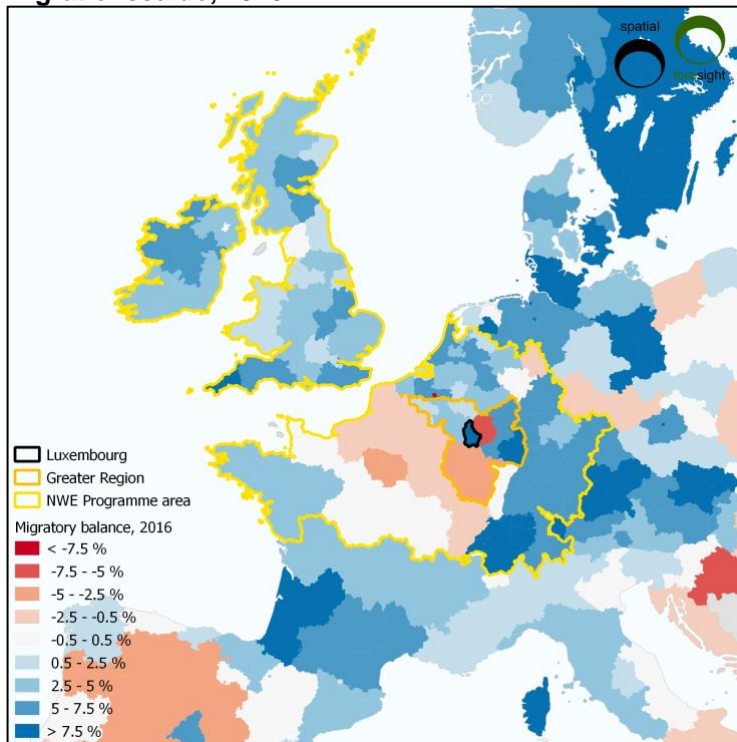 spatial
foresight
Luxembourg
Greater Region
NWE Programme area
Migratory balance, 2016
< -7.5 %
-7.5 - -5 %
-5 - -2.5 %
-2.5 - -0.5 %
-0.5 - 0.5 %
0.5 - 2.5 %
2.5 - 5 %
5 - 7.5 %
> 7.5 %